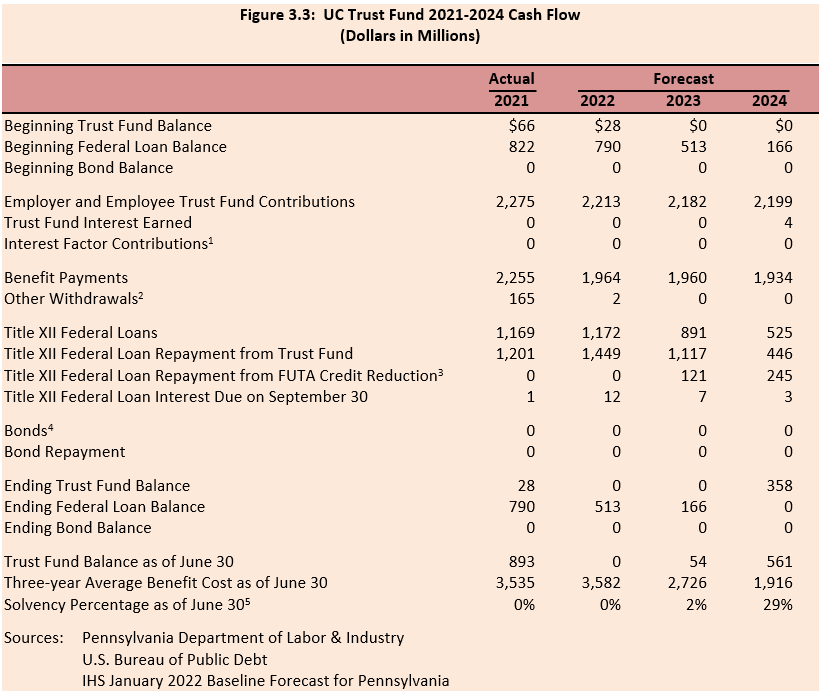 Figure 3.3: UC Trust Fund 2021-2024 Cash Flow
(Dollars in Millions)
Actual Forecast
2021 2022 2023 2024
Beginning Trust Fund Balance $66 $28 $0 $0
Beginning Federal Loan Balance 822 790 513 166
Beginning Bond Balance 0 0 0 0
Employer and Employee Trust Fund Contributions 2,275 2,213 2,182 2,199
Trust Fund Interest Earned 0 0 0 4
Interest Factor Contributions¹ 0 0 0 0
Benefit Payments 2,255 1,964 1,960 1,934
Other Withdrawals² 165 2 0 0
Title XII Federal Loans 1,169 1,172 891 525
Title XII Federal Loan Repayment from Trust Fund 1,201 1,449 1,117 446
Title XII Federal Loan Repayment from FUTA Credit Reduction³ 0 0 121 245
Title XII Federal Loan Interest Due on September 30 1 12 7 3
Bonds⁴ 0 0 0 0
Bond Repayment 0 0 0 0
Ending Trust Fund Balance 28 0 0 358
Ending Federal Loan Balance 790 513 166 0
Ending Bond Balance 0 0 0 0
Trust Fund Balance as of June 30 893 0 54 561
Three-year Average Benefit Cost as of June 30 3,535 3,582 2,726 1,916
Solvency Percentage as of June 30⁵ 0% 0% 2% 29%
Sources: Pennsylvania Department of Labor & Industry
U.S. Bureau of Public Debt
IHS January 2022 Baseline Forecast for Pennsylvania